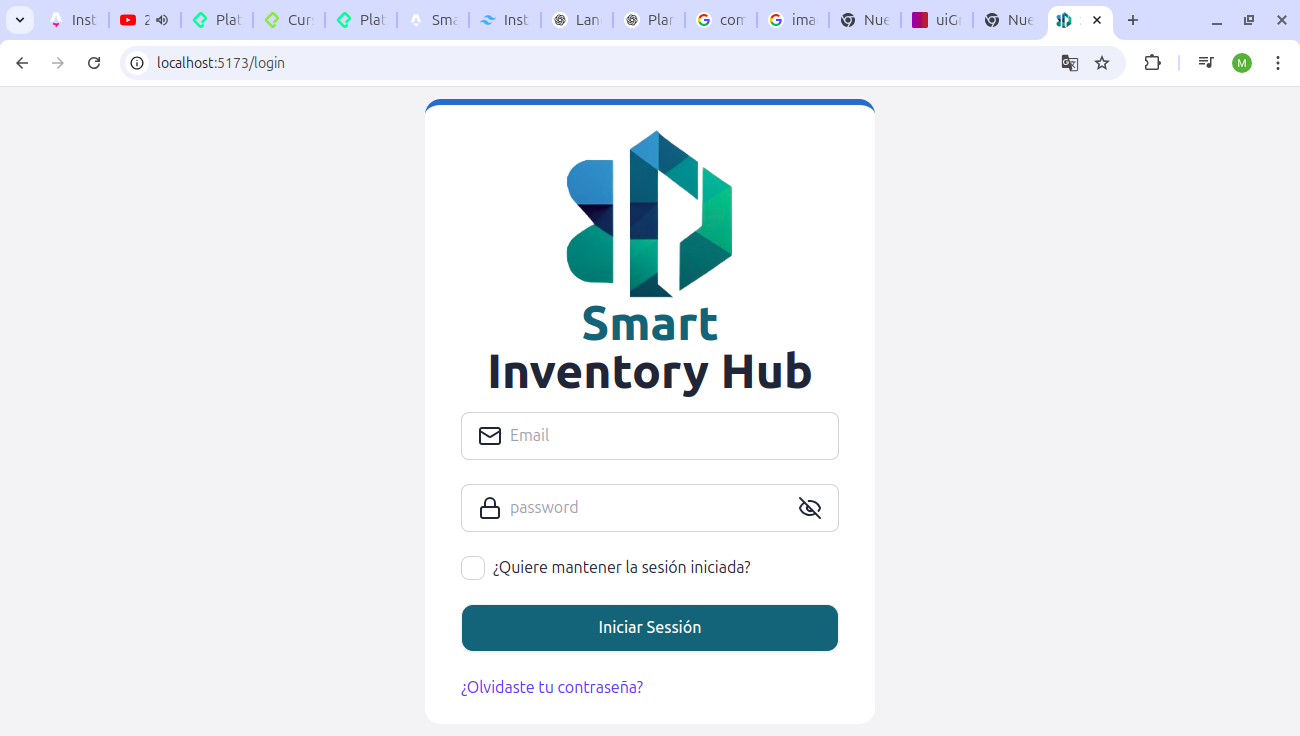 Inst
2
Plat
Curs
Plat
Sma
Inst
Lan
Plan
com
ima
Nue
uiGr
Nue
localhost:5173/login
M
Smart
Inventory Hub
Email
password
¿Quiere mantener la sesión iniciada?
Iniciar Sessión
¿Olvidaste tu contraseña?